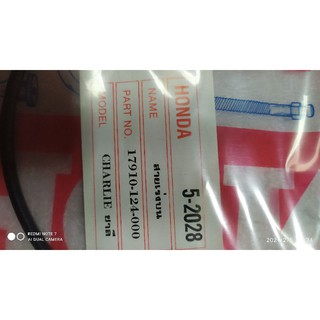 HONDA 5-2028
NAME สายเร่งบน
PART NO. 17910-124-000
MODEL CHARLIE ชาลี
REDMI NOTE 7
AI DUAL CAMERA